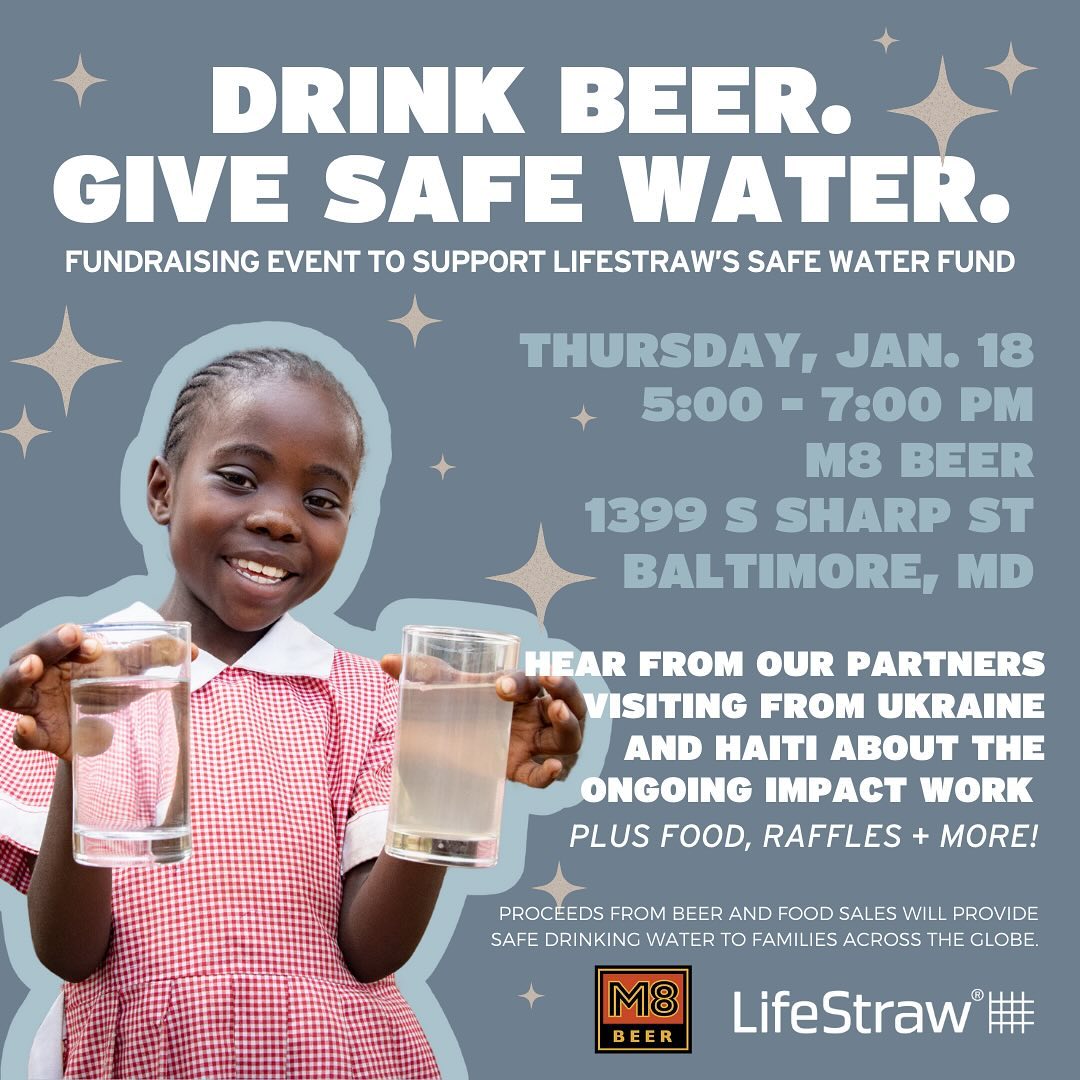 DRINK BEER.
GIVE SAFE WATER.
FUNDRAISING EVENT TO SUPPORT LIFESTRAW'S SAFE WATER FUND
THURSDAY, JAN. 18
5:00 - 7:00 PM
M8 BEER
1399 S SHARP ST
BALTIMORE, MD
HEAR FROM OUR PARTNERS
VISITING FROM UKRAINE
AND HAITI ABOUT THE
ONGOING IMPACT WORK
PLUS FOOD, RAFFLES + MORE!
PROCEEDS FROM BEER AND FOOD SALES WILL PROVIDE
SAFE DRINKING WATER TO FAMILIES ACROSS THE GLOBE.
M8
BEER
LifeStraw®